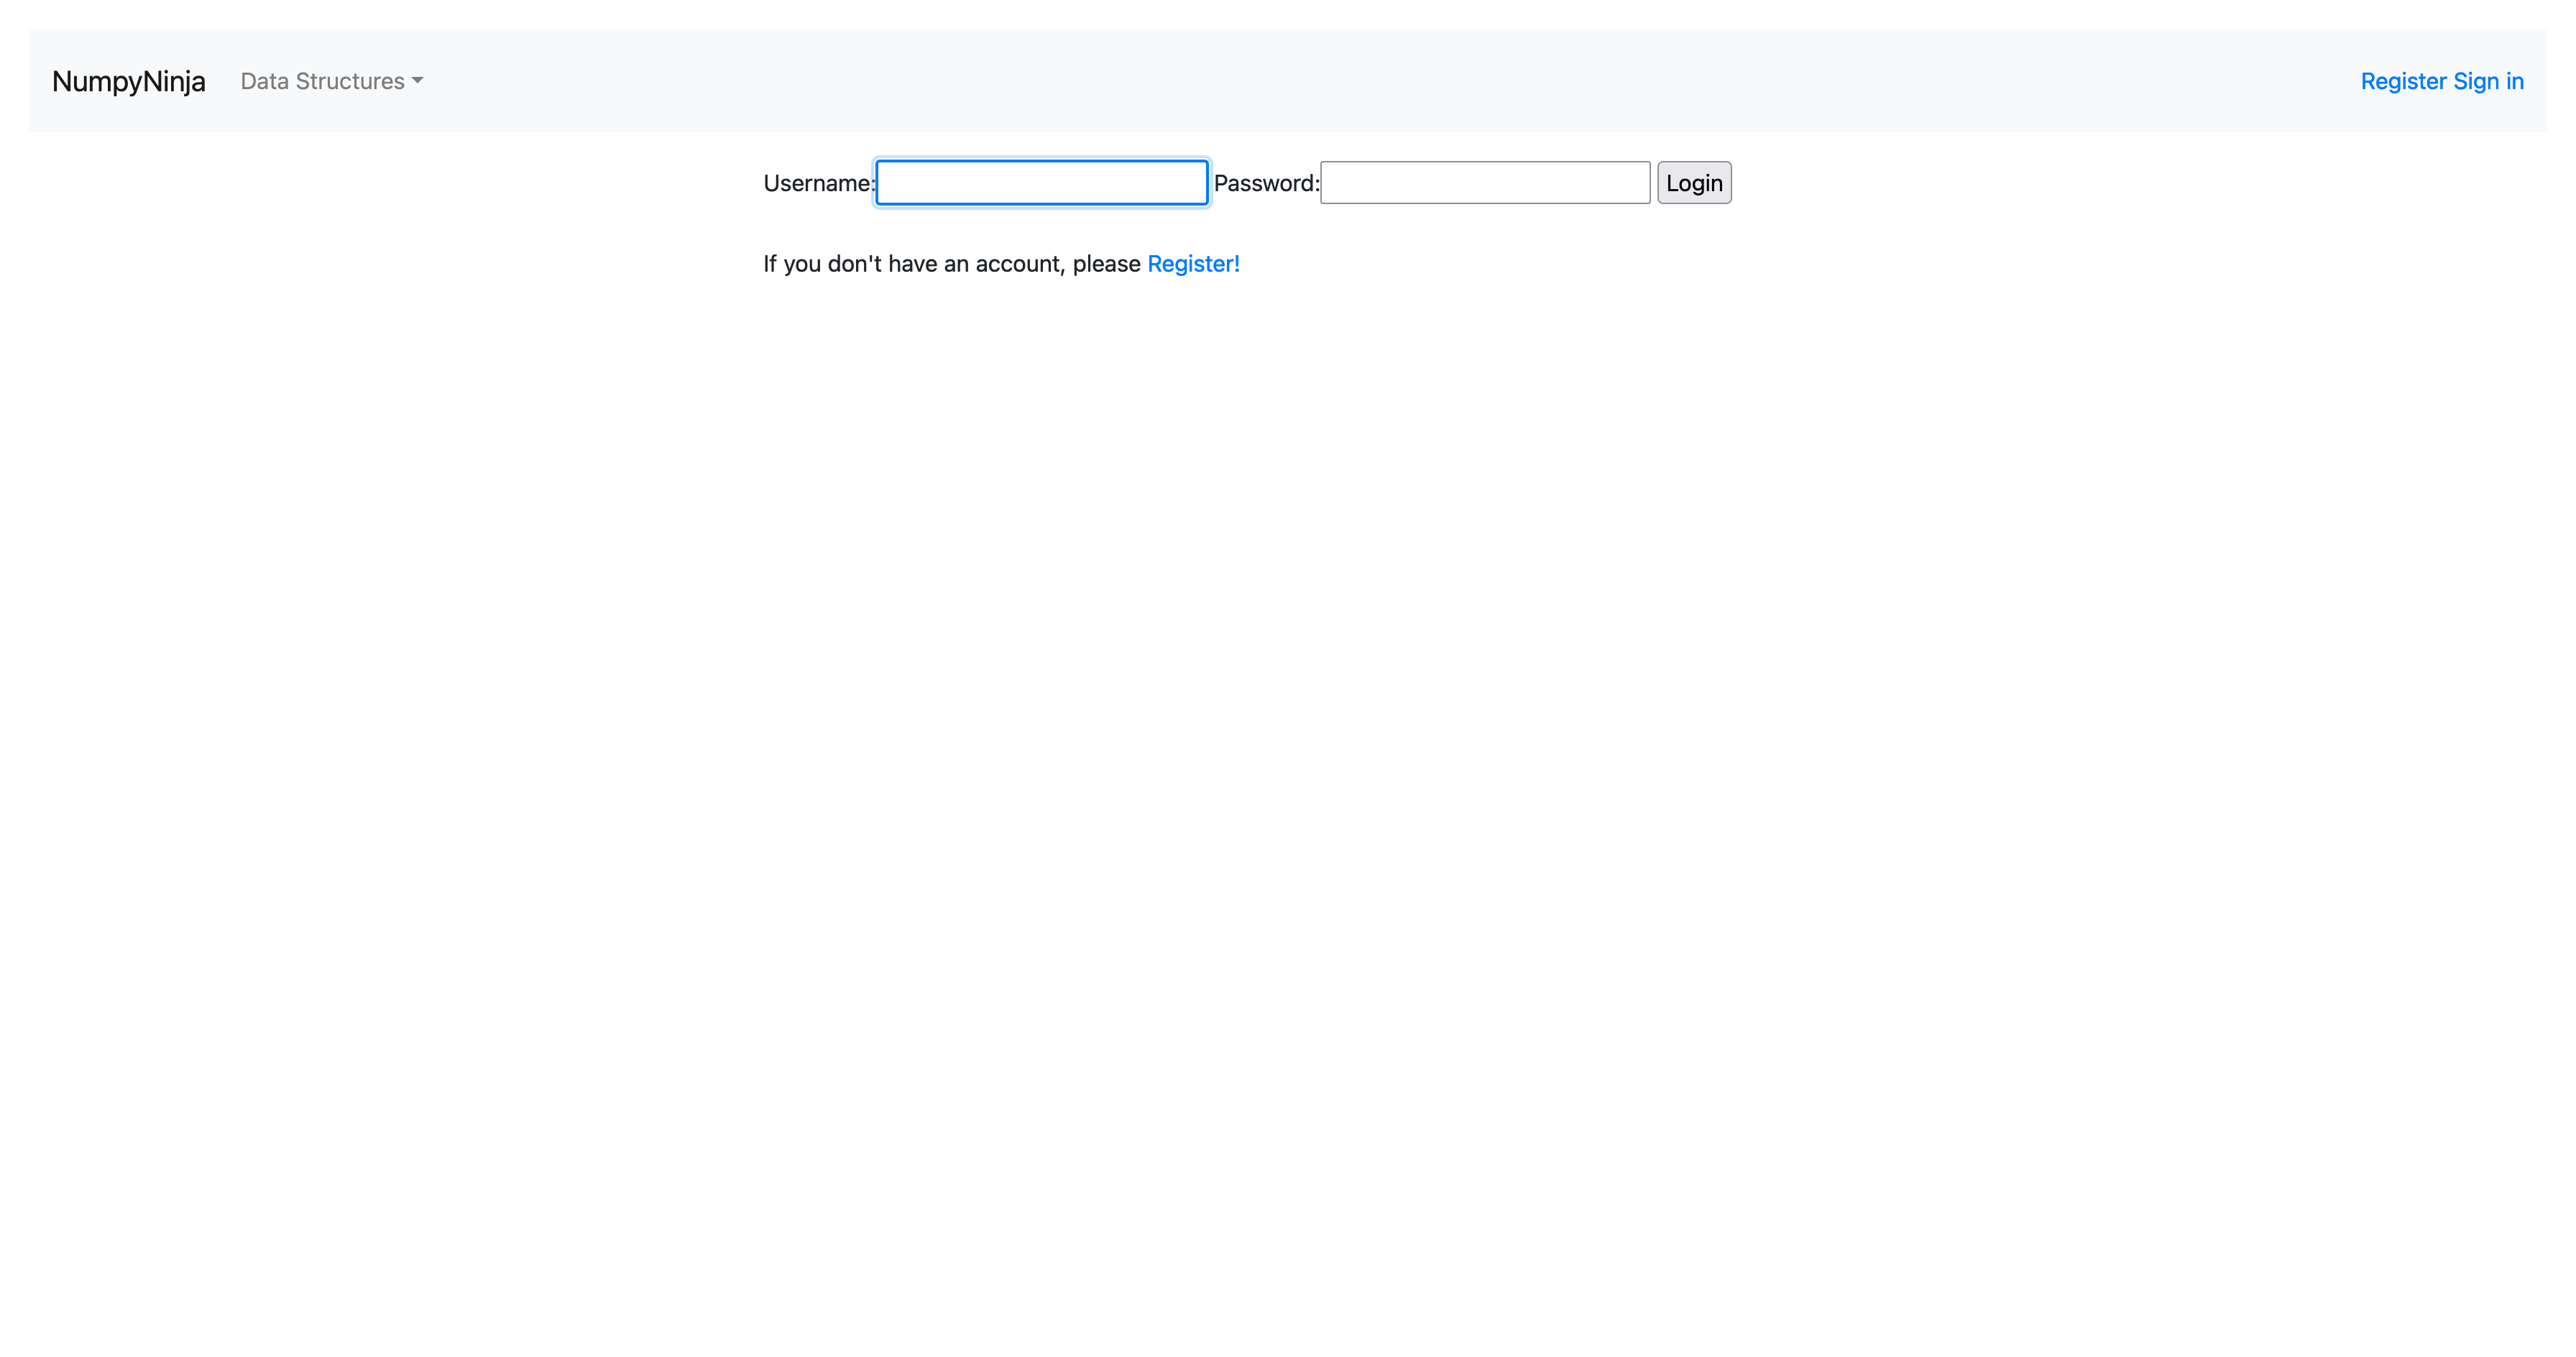 NumpyNinja Data Structures Register Sign in
Username: Password: Login
If you don't have an account, please Register!